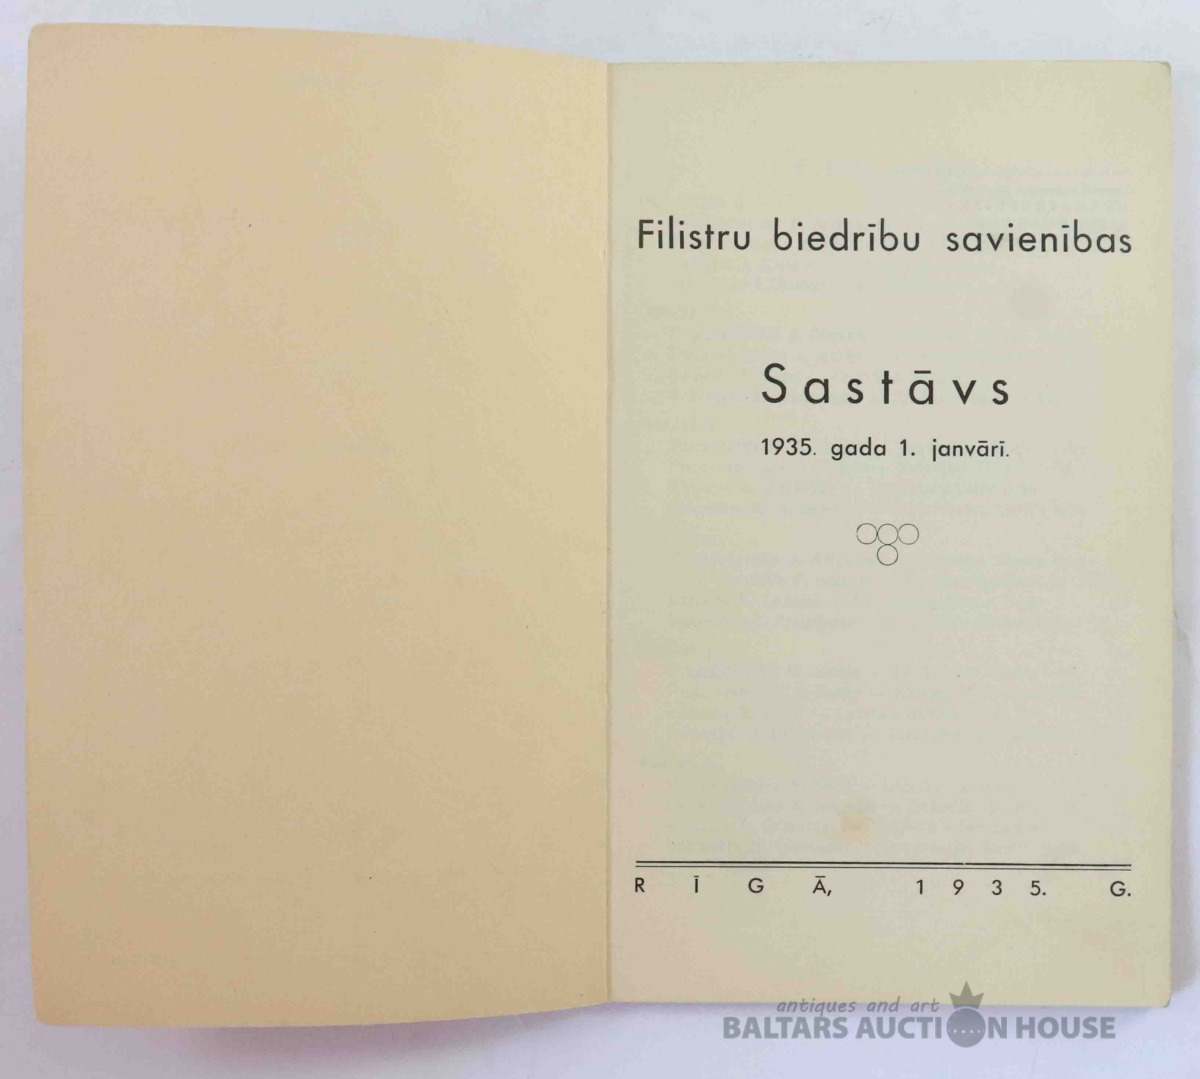 Filistru biedrību savienības
Sastāvs
1935. gada 1. janvārī.
RĪGĀ, 1935. G.
antiques and art
BALTARS AUCTION HOUSE